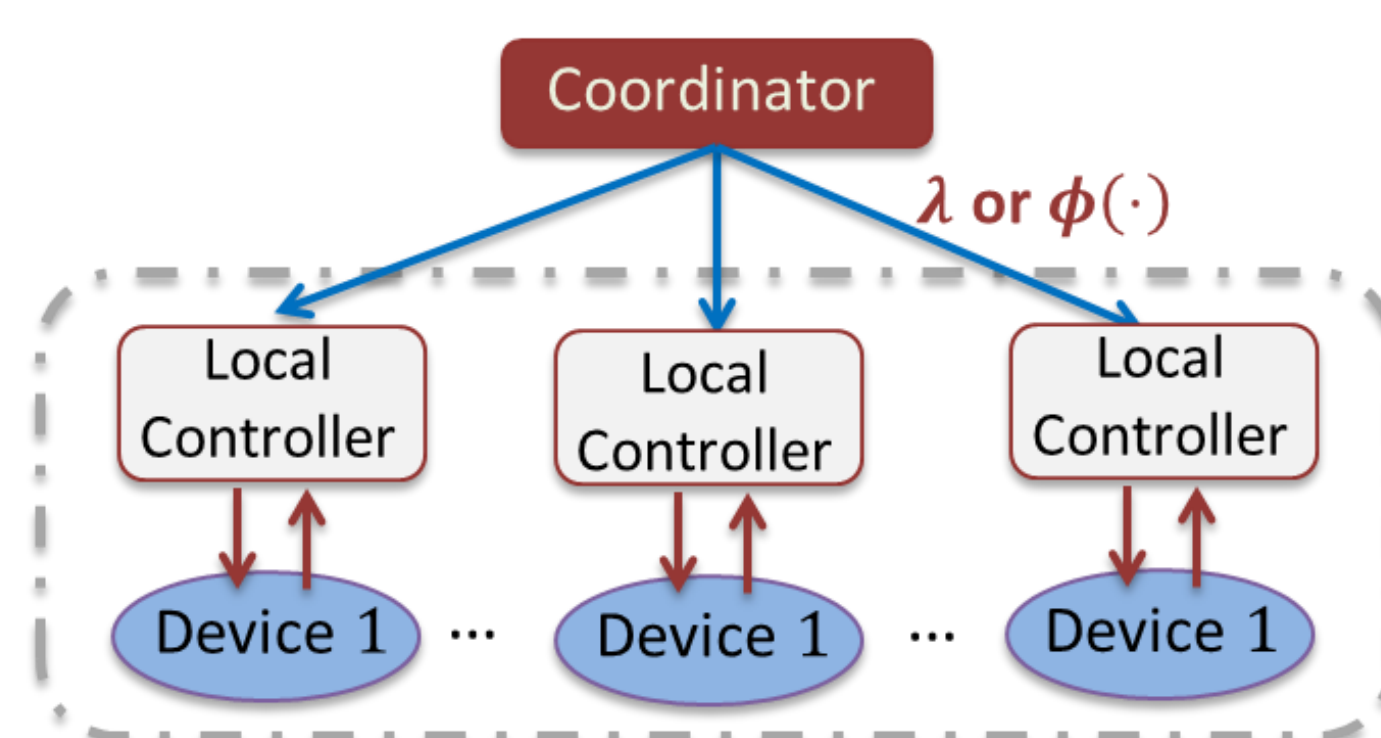 Coordinator
λ or ϕ(·)
Local
Controller
Local
Controller
Local
Controller
Device 1
...
Device 1
...
Device 1